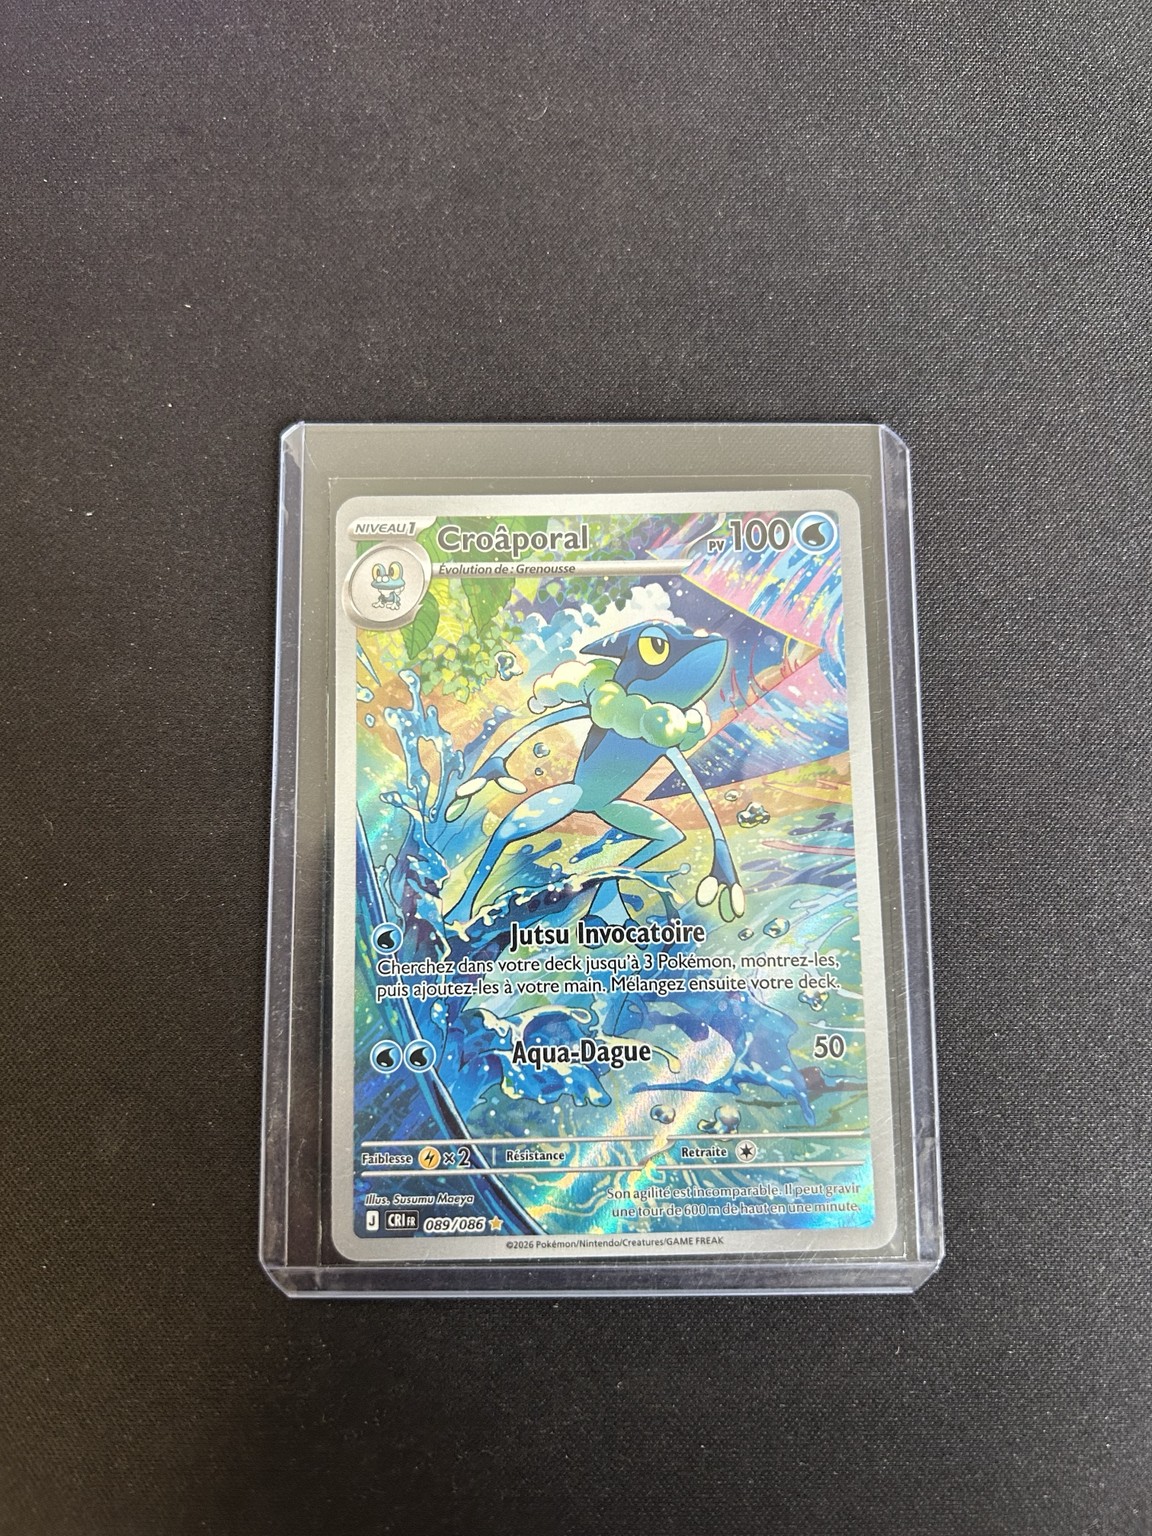 NIVEAU 1
Croâporal
PV 100
Évolution de : Grenousse
Jutsu Invocatoire
Cherchez dans votre deck jusqu'à 3 Pokémon, montrez-les,
puis ajoutez-les à votre main. Mélangez ensuite votre deck.
Aqua-Dague 50
Faiblesse ×2 Résistance Retraite
Illus. Susumu Maeya
Son agilité est incomparable. Il peut gravir
une tour de 600 m de haut en une minute.
J CRI FR 089/086
©2026 Pokémon/Nintendo/Creatures/GAME FREAK